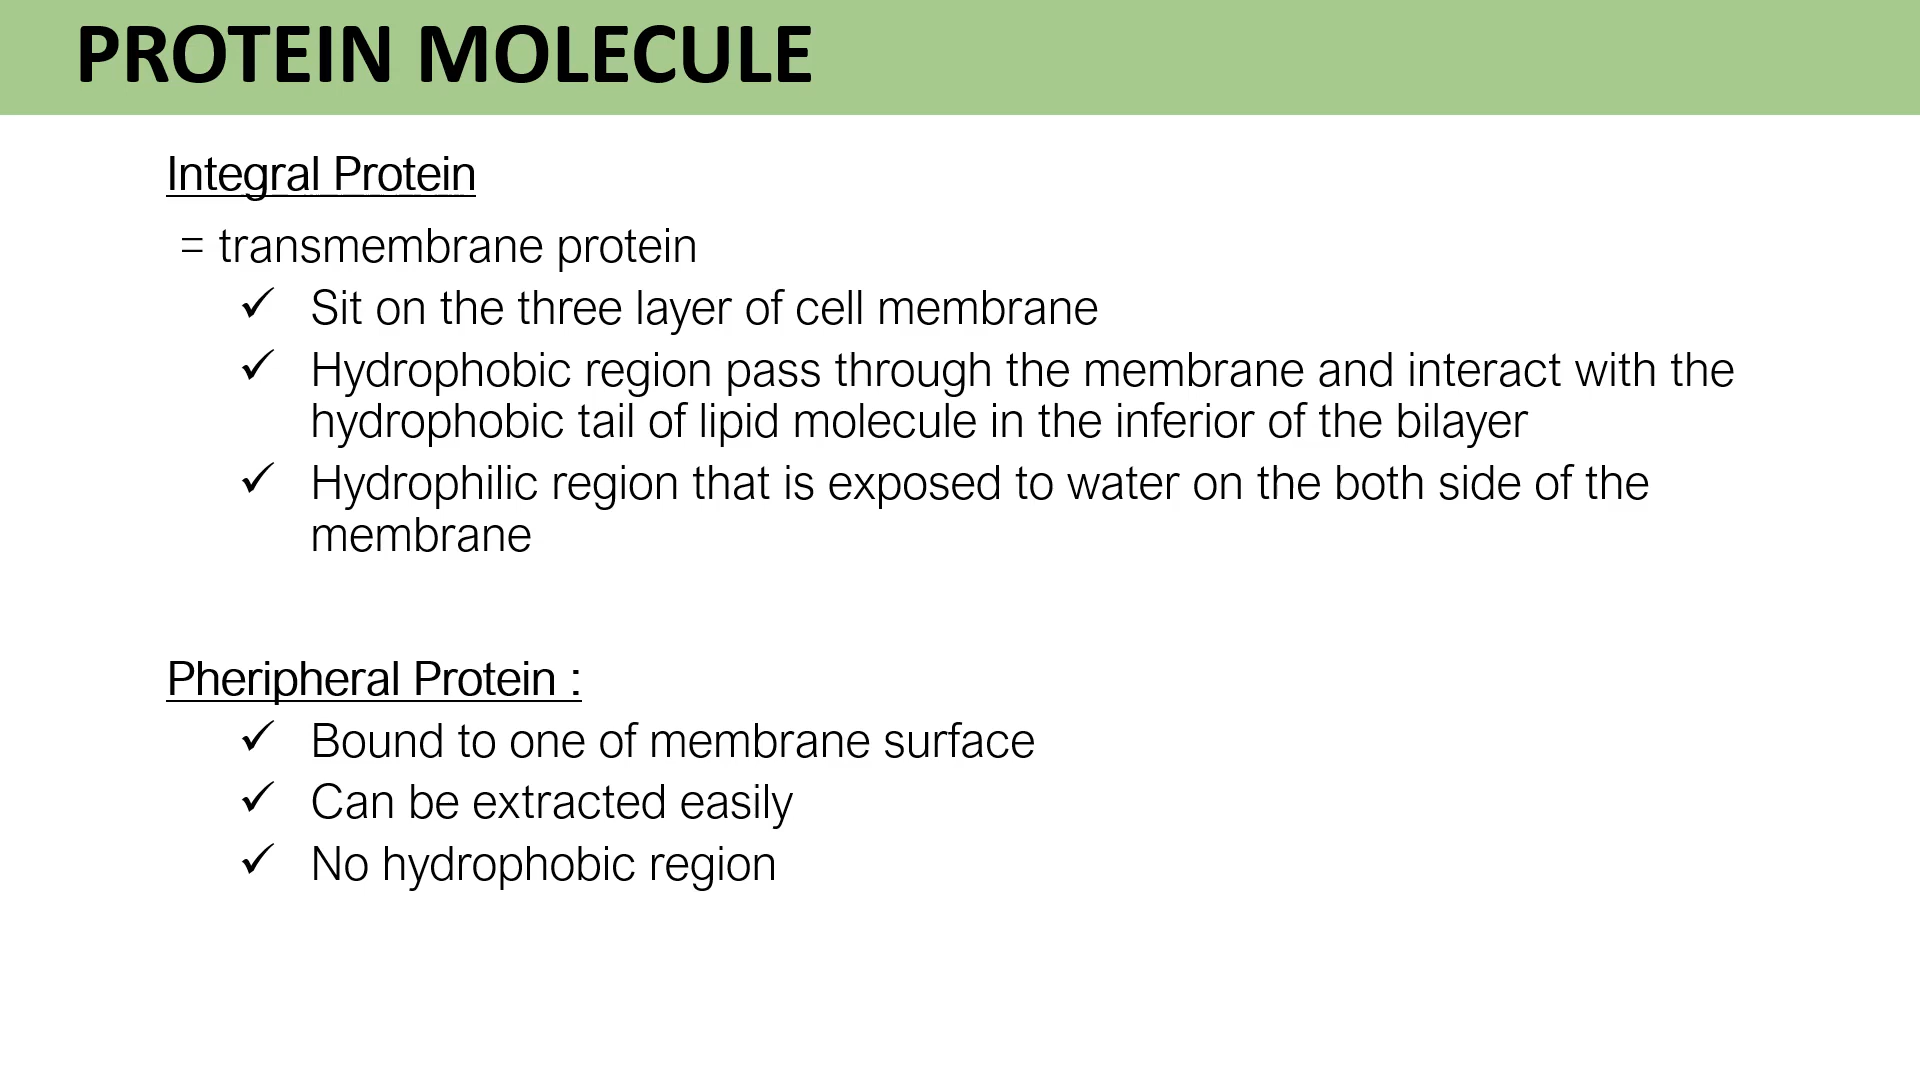 PROTEIN MOLECULE
Integral Protein
= transmembrane protein
✓ Sit on the three layer of cell membrane
✓ Hydrophobic region pass through the membrane and interact with the
hydrophobic tail of lipid molecule in the inferior of the bilayer
✓ Hydrophilic region that is exposed to water on the both side of the
membrane
Pheripheral Protein :
✓ Bound to one of membrane surface
✓ Can be extracted easily
✓ No hydrophobic region